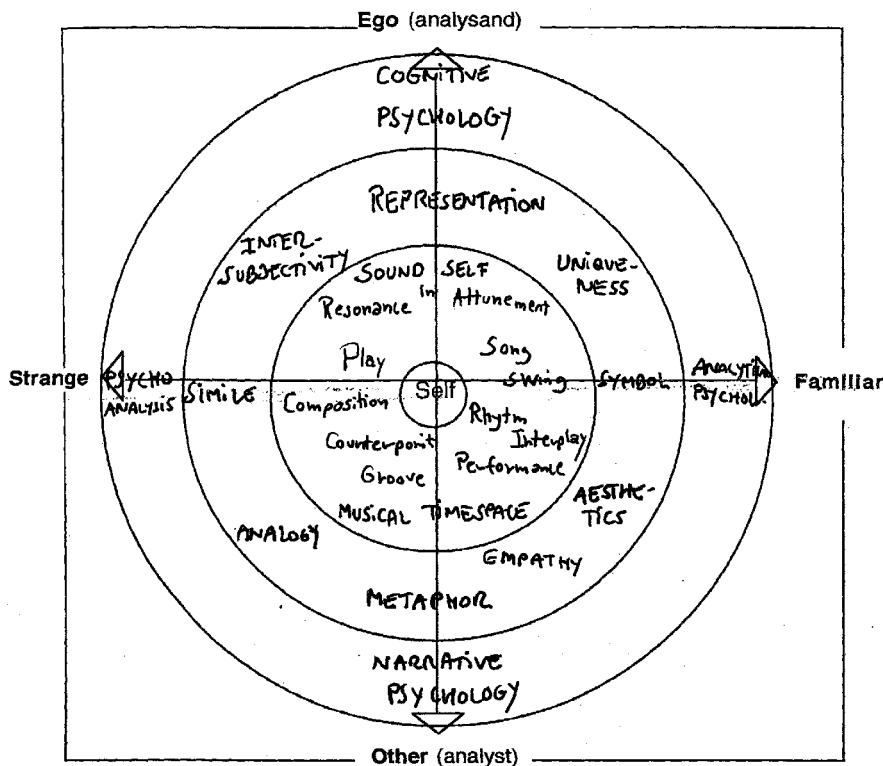 Ego (analysand)
COGNITIVE
PSYCHOLOGY
REPRESENTATION
INTER-
SUBJECTIVITY
UNIQUE-
NESS
SOUND SELF
Resonance in Attunement
Play
Song
Strange
PSYCHO
ANALYSIS
SIMILE
Self
Swing
SYMBOL
ANALYTICAL
PSYCHOL.
Familiar
Composition
Rhytm
Counterpoint
Interplay
Groove
Performance
MUSICAL TIMESPACE
AESTHE-
TICS
ANALOGY
EMPATHY
METAPHOR
NARRATIVE
PSYCHOLOGY
Other (analyst)